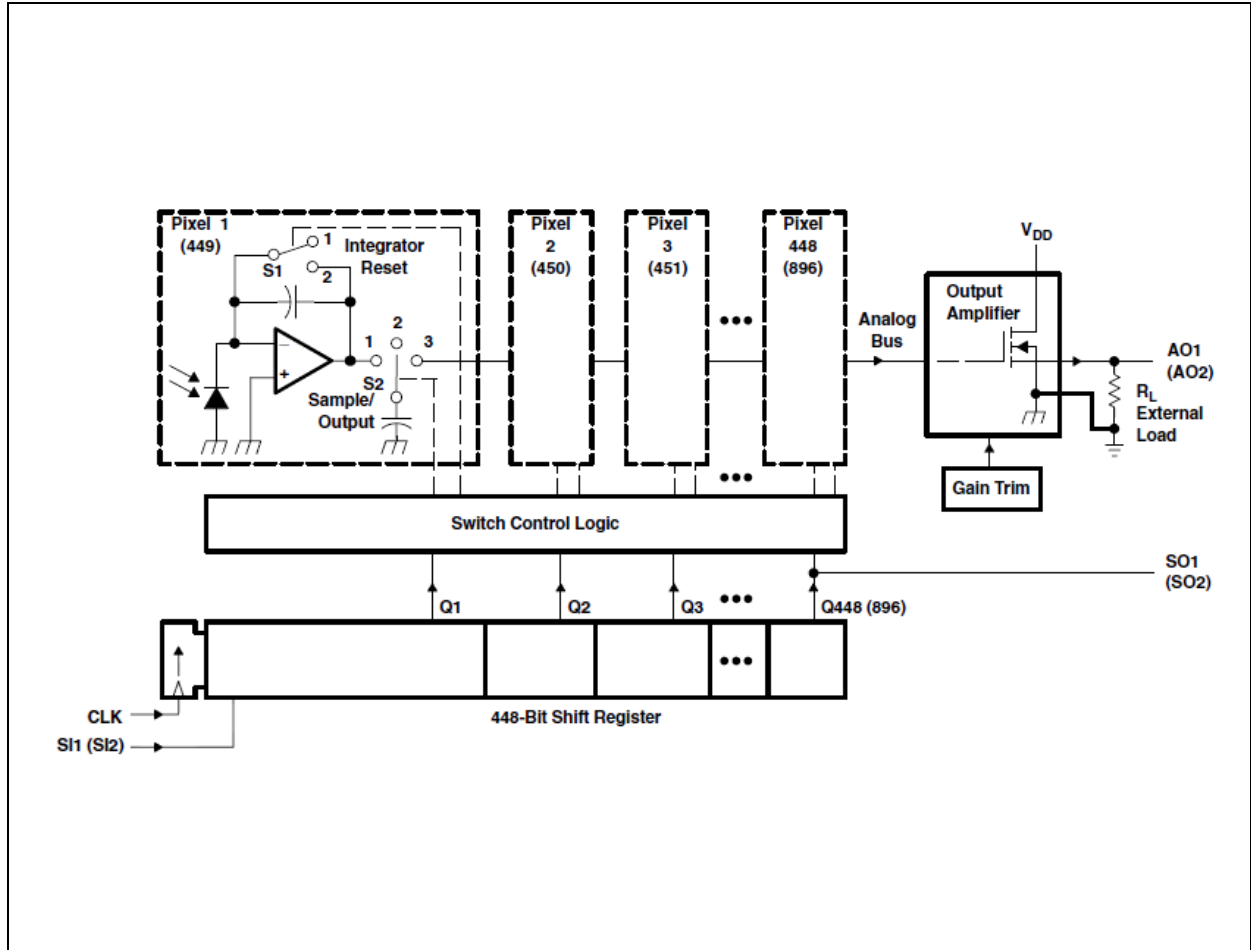 Pixel 1
(449)
1
Integrator
Reset
S1
2
1
2
3
S2
Sample/
Output
−
+
Pixel
2
(450)
Pixel
3
(451)
Pixel
448
(896)
•••
•••
Analog
Bus
VDD
Output
Amplifier
AO1
(AO2)
RL
External
Load
Gain Trim
Switch Control Logic
SO1
(SO2)
Q1
Q2
Q3
•••
Q448 (896)
•••
CLK
448-Bit Shift Register
SI1 (SI2)